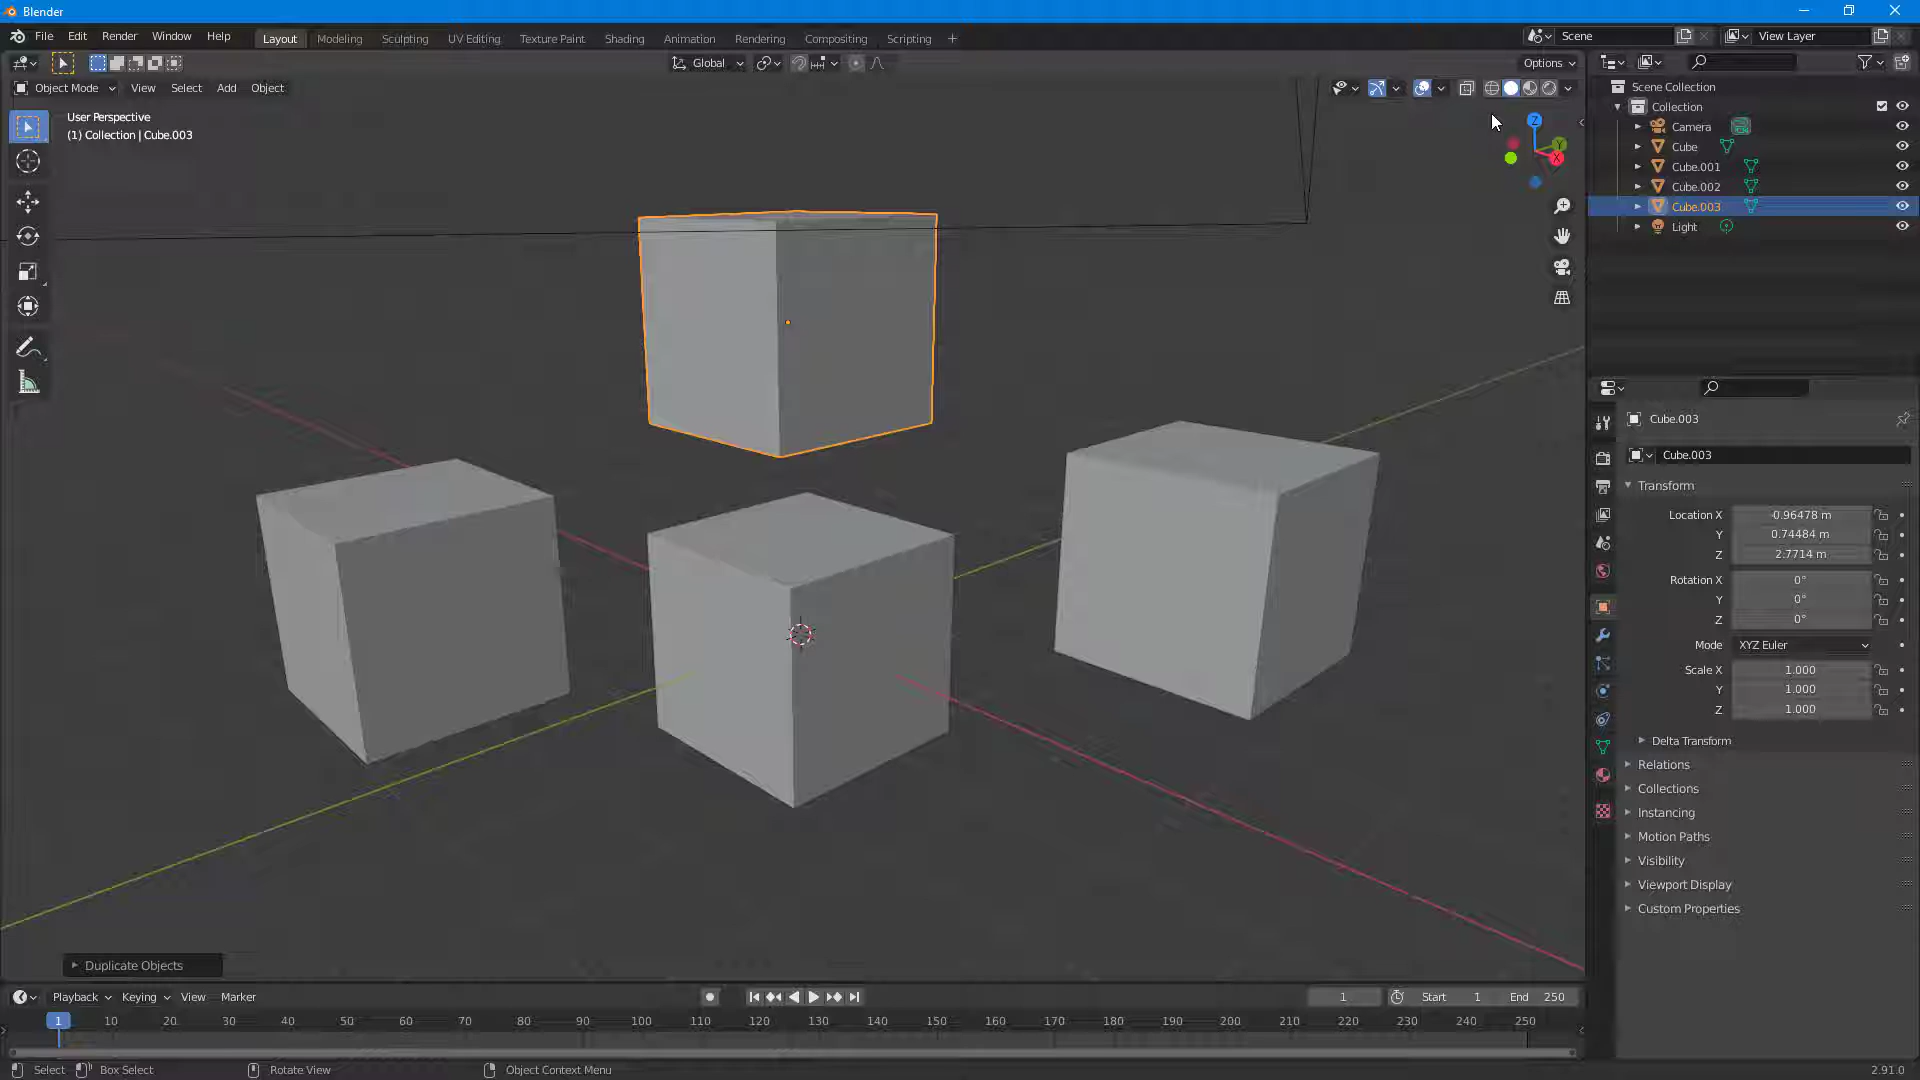 Blender
File Edit Render Window Help Layout Modeling Sculpting UV Editing Texture Paint Shading Animation Rendering Compositing Scripting + Scene View Layer
Global Options
Object Mode View Select Add Object
User Perspective
(1) Collection | Cube.003
Z
Y
X
Scene Collection
Collection
Camera
Cube
Cube.001
Cube.002
Cube.003
Light
Cube.003
Cube.003
Transform
Location X 0.96478 m
Y 0.74484 m
Z 2.7714 m
Rotation X 0°
Y 0°
Z 0°
Mode XYZ Euler
Scale X 1.000
Y 1.000
Z 1.000
Delta Transform
Relations
Collections
Instancing
Motion Paths
Visibility
Viewport Display
Custom Properties
Duplicate Objects
Playback Keying View Marker 1 Start 1 End 250
1 10 20 30 40 50 60 70 80 90 100 110 120 130 140 150 160 170 180 190 200 210 220 230 240 250
Select Box Select Rotate View Object Context Menu 2.91.0